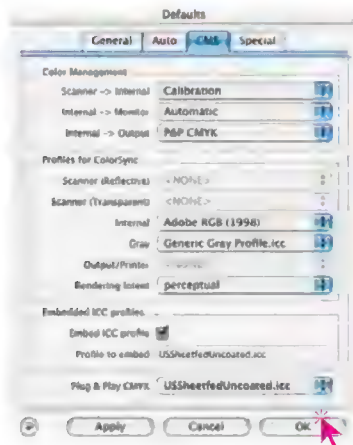 Defaults
General Auto CMS Special
Color Management
Scanner -> Internal Calibration
Internal -> Monitor Automatic
Internal -> Output P&P CMYK
Profiles for ColorSync
Scanner (Reflective) <NONE>
Scanner (Transparent) <NONE>
Internal Adobe RGB (1998)
Gray Generic Gray Profile.icc
Output/Printer
Rendering Intent perceptual
Embedded ICC profiles
Embed ICC profile
Profile to embed USSheetfedUncoated.icc
Plug & Play CMYK USSheetfedUncoated.icc
Apply Cancel OK